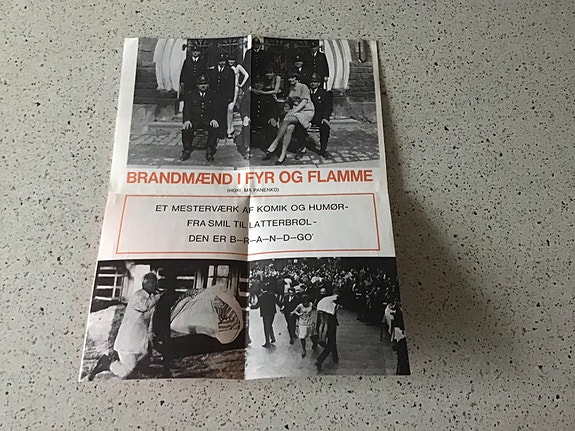 BRANDMÆND I FYR OG FLAMME
(HORI, MA PANENKO)
ET MESTERVÆRK AF KOMIK OG HUMØR-
FRA SMIL TIL LATTERBRØL-
DEN ER B-R-A-N-D-GO'